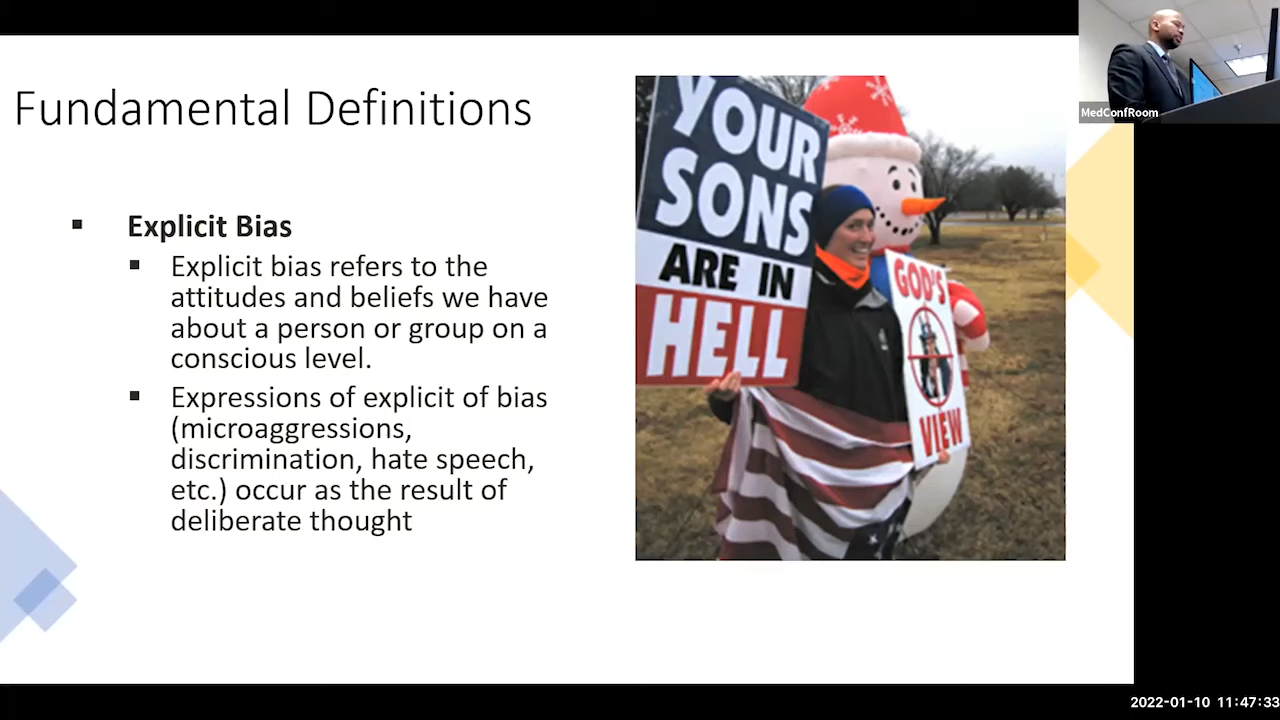 Fundamental Definitions
Explicit Bias
Explicit bias refers to the
attitudes and beliefs we have
about a person or group on a
conscious level.
Expressions of explicit of bias
(microaggressions,
discrimination, hate speech,
etc.) occur as the result of
deliberate thought
YOUR
SONS
ARE IN
HELL
GOD'S
VIEW
MedConfRoom
2022-01-10 11:47:33